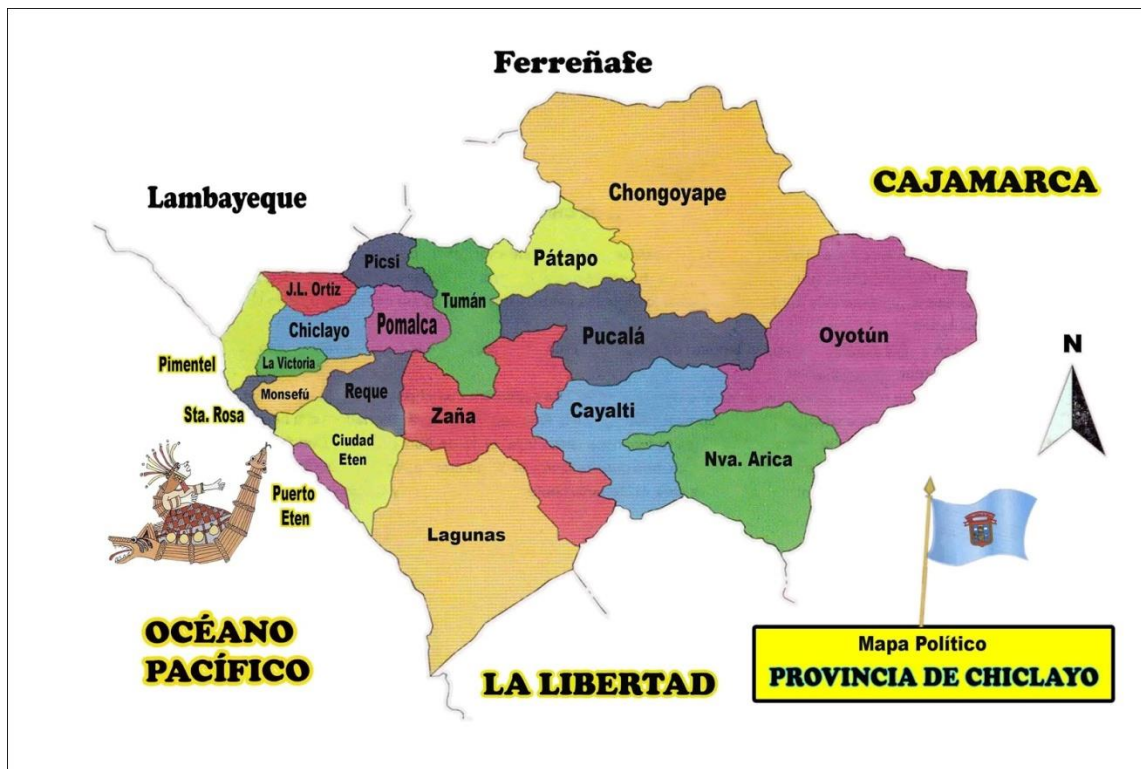 Ferreñafe
CAJAMARCA
Lambayeque
Chongoyape
Picsi
Pátapo
J.L. Ortiz
Tumán
Chiclayo
Pomalca
Pucalá
Oyotún
Pimentel
La Victoria
N
Monsefú
Reque
Sta. Rosa
Zaña
Cayalti
Ciudad
Eten
Nva. Arica
Puerto
Eten
Lagunas
OCÉANO
PACÍFICO
LA LIBERTAD
Mapa Político
PROVINCIA DE CHICLAYO